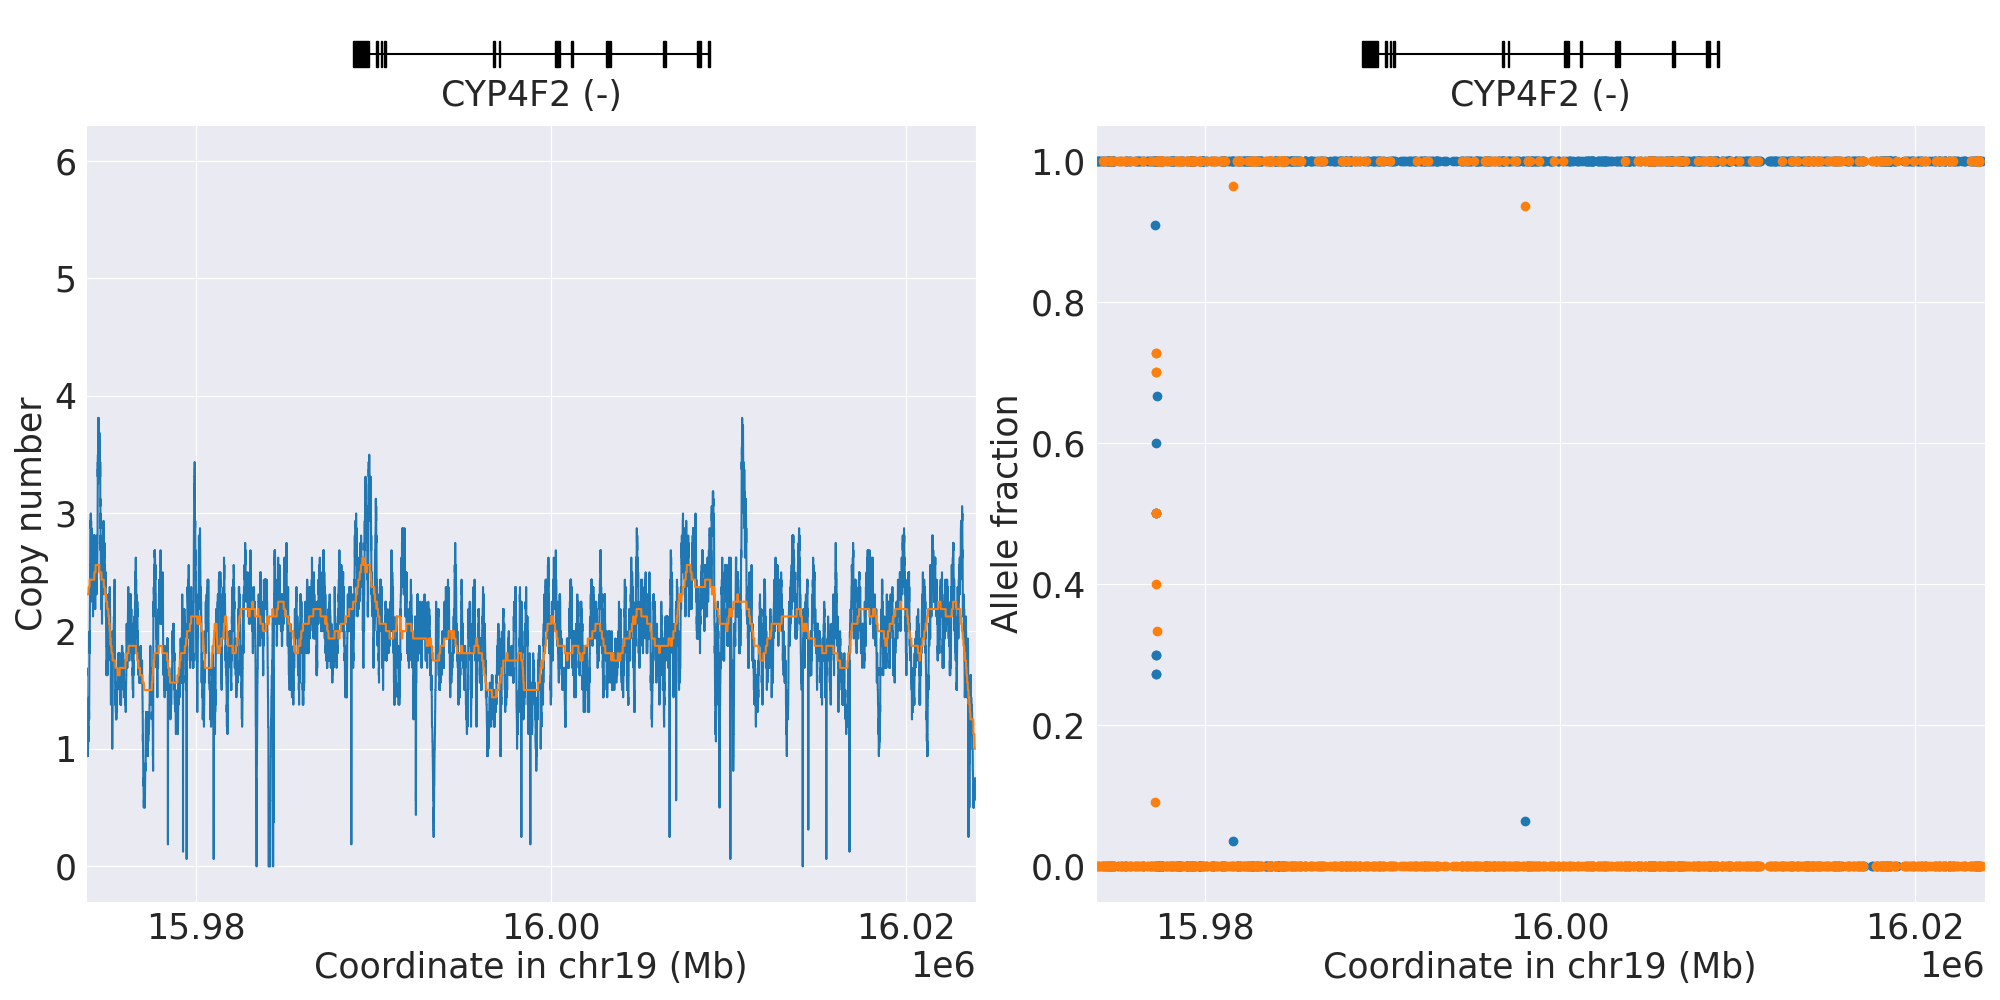 CYP4F2 (-)
6
5
4
3
2
1
0
Copy number
15.98
16.00
16.02
Coordinate in chr19 (Mb)
1e6
CYP4F2 (-)
1.0
0.8
0.6
0.4
0.2
0.0
Allele fraction
15.98
16.00
16.02
Coordinate in chr19 (Mb)
1e6